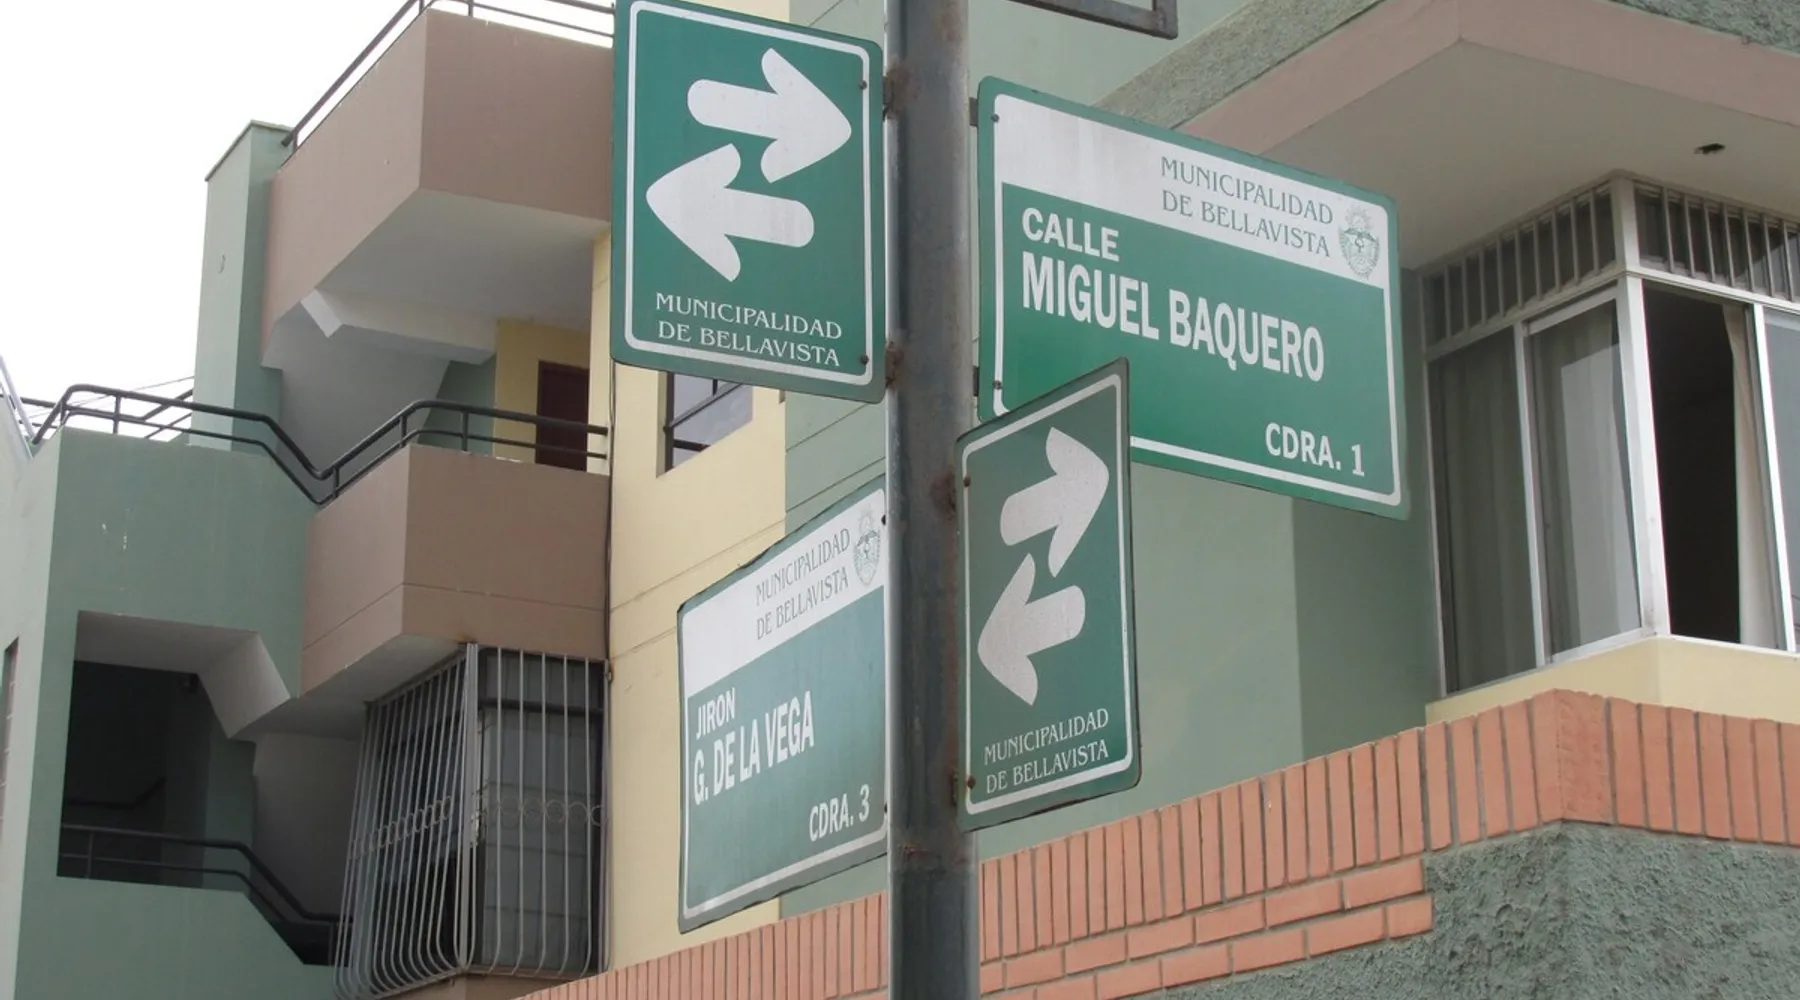 MUNICIPALIDAD
DE BELLAVISTA
MUNICIPALIDAD
DE BELLAVISTA
CALLE
MIGUEL BAQUERO
CDRA. 1
MUNICIPALIDAD
DE BELLAVISTA
JIRON
G. DE LA VEGA
CDRA. 3
MUNICIPALIDAD
DE BELLAVISTA